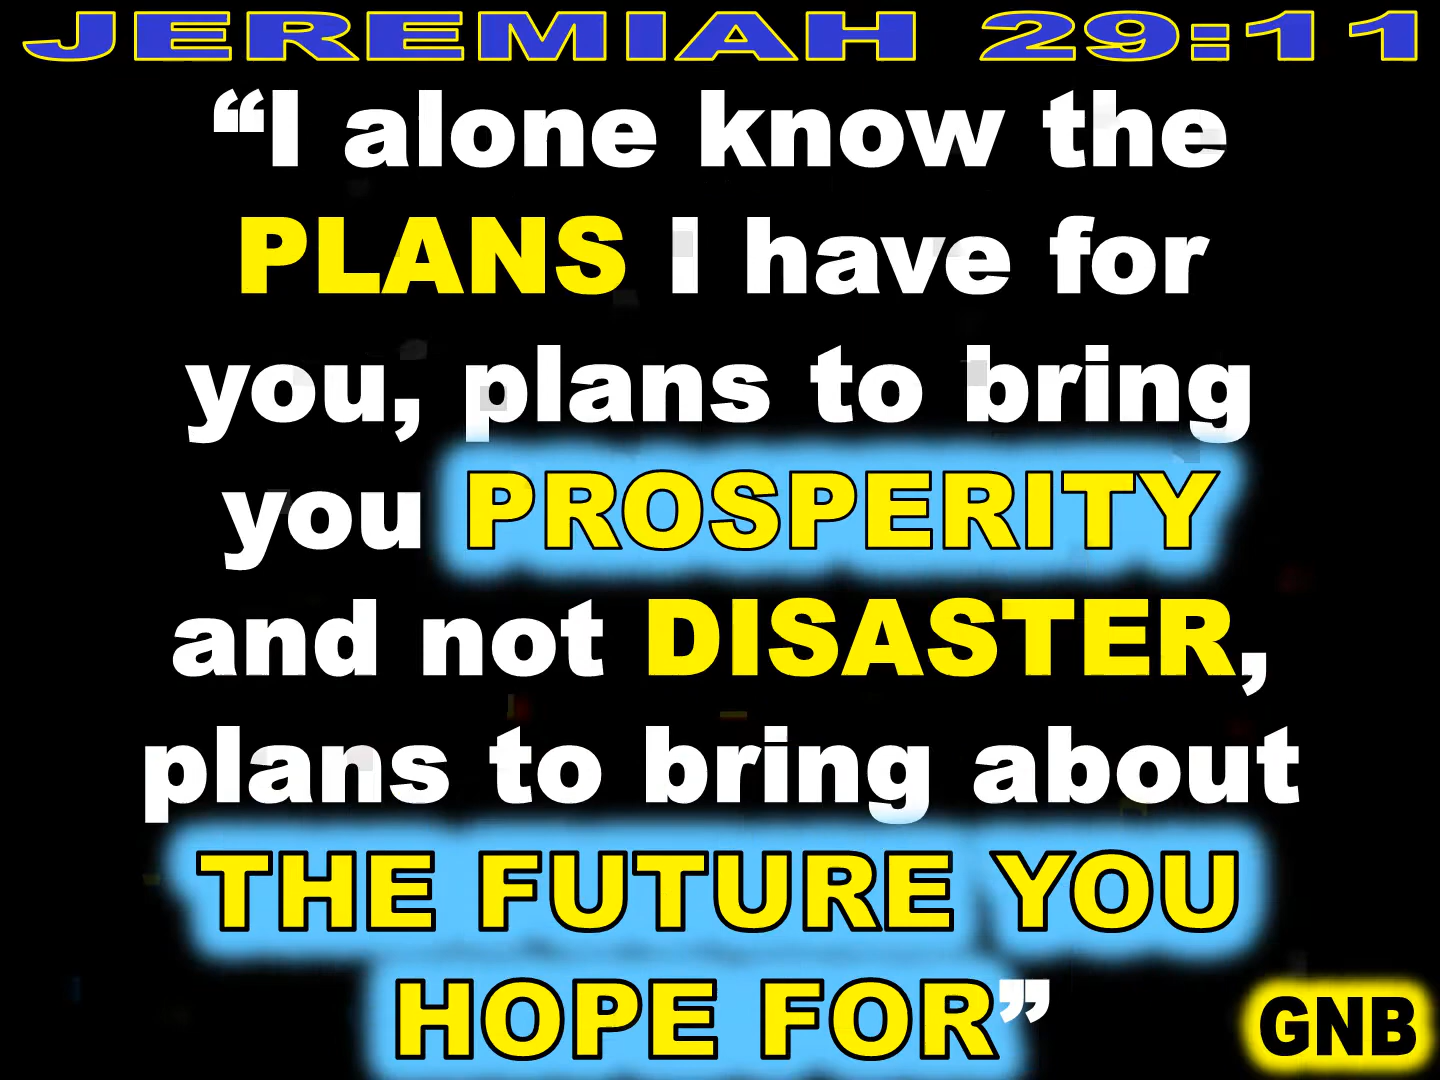 JEREMIAH 29:11
“I alone know the
PLANS I have for
you, plans to bring
you PROSPERITY
and not DISASTER,
plans to bring about
THE FUTURE YOU
HOPE FOR”
GNB